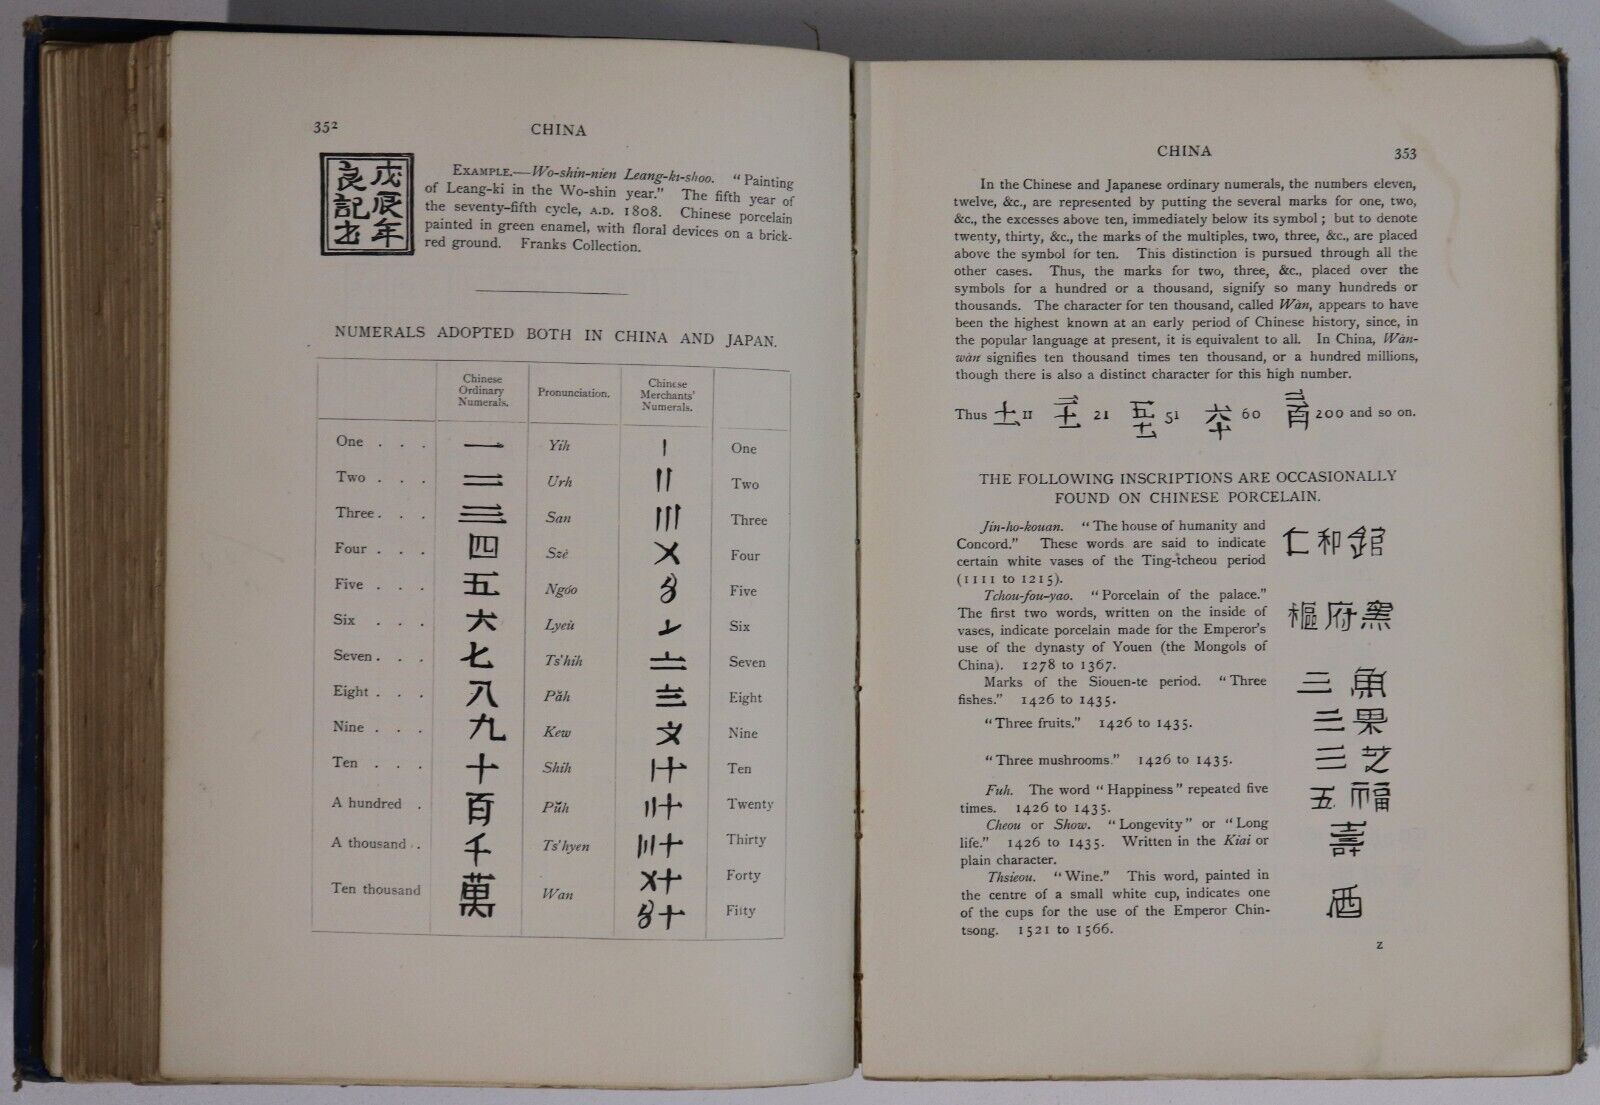 352
CHINA
戊辰年
良記書
EXAMPLE.—Wo-shin-nien Leang-ki-shoo. "Painting
of Leang-ki in the Wo-shin year." The fifth year of
the seventy-fifth cycle, A.D. 1808. Chinese porcelain
painted in green enamel, with floral devices on a brick-
red ground. Franks Collection.
NUMERALS ADOPTED BOTH IN CHINA AND JAPAN.
Chinese Ordinary Numerals. Pronunciation. Chinese Merchants' Numerals.
One . . . 一 Yih 〡 One
Two . . . 二 Urh 〢 Two
Three . . . 三 San 〣 Three
Four . . . 四 Szè 〤 Four
Five . . . 五 Ngóo 〥 Five
Six . . . 六 Lyeù 〦 Six
Seven . . . 七 Ts'hih 〧 Seven
Eight . . . 八 Păh 〨 Eight
Nine . . . 九 Kew 〩 Nine
Ten . . . 十 Shih 〡十 Ten
A hundred . 百 Pŭh 〢十 Twenty
A thousand . . 千 Ts'hyen 〣十 Thirty
Ten thousand 萬 Wan 〤十 Forty
〥十 Fifty
CHINA
353
In the Chinese and Japanese ordinary numerals, the numbers eleven,
twelve, &c., are represented by putting the several marks for one, two,
&c., the excesses above ten, immediately below its symbol; but to denote
twenty, thirty, &c., the marks of the multiples, two, three, &c., are placed
above the symbol for ten. This distinction is pursued through all the
other cases. Thus, the marks for two, three, &c., placed over the
symbols for a hundred or a thousand, signify so many hundreds or
thousands. The character for ten thousand, called Wàn, appears to have
been the highest known at an early period of Chinese history, since, in
the popular language at present, it is equivalent to all. In China, Wàn-
wàn signifies ten thousand times ten thousand, or a hundred millions,
though there is also a distinct character for this high number.
Thus 十一 11 二十一 21 五十一 51 六十 60 二百 200 and so on.
THE FOLLOWING INSCRIPTIONS ARE OCCASIONALLY
FOUND ON CHINESE PORCELAIN.
Jin-ho-kouan. "The house of humanity and
Concord." These words are said to indicate
certain white vases of the Ting-tcheou period
(1111 to 1215).
仁和館
Tchou-fou-yao. "Porcelain of the palace."
The first two words, written on the inside of
vases, indicate porcelain made for the Emperor's
use of the dynasty of Youen (the Mongols of
China). 1278 to 1367.
樞府窯
Marks of the Siouen-te period. "Three
fishes." 1426 to 1435.
三魚
"Three fruits." 1426 to 1435.
三果
"Three mushrooms." 1426 to 1435.
三芝
Fuh. The word "Happiness" repeated five
times. 1426 to 1435.
五福
Cheou or Show. "Longevity" or "Long
life." 1426 to 1435. Written in the Kiai or
plain character.
壽
Thsieou. "Wine." This word, painted in
the centre of a small white cup, indicates one
of the cups for the use of the Emperor Chin-
tsong. 1521 to 1566.
酒
Z